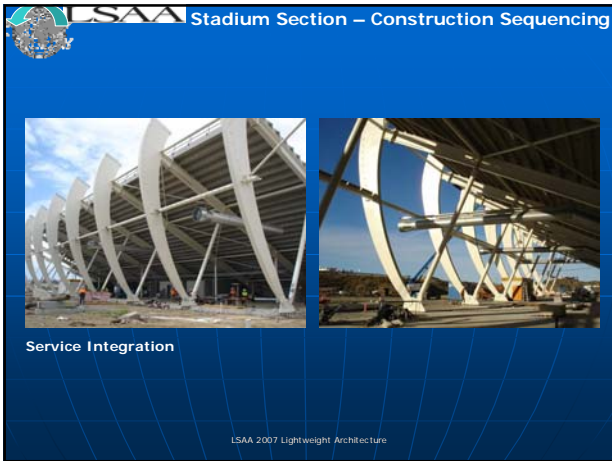 LSAA
Stadium Section – Construction Sequencing
Service Integration
LSAA 2007 Lightweight Architecture